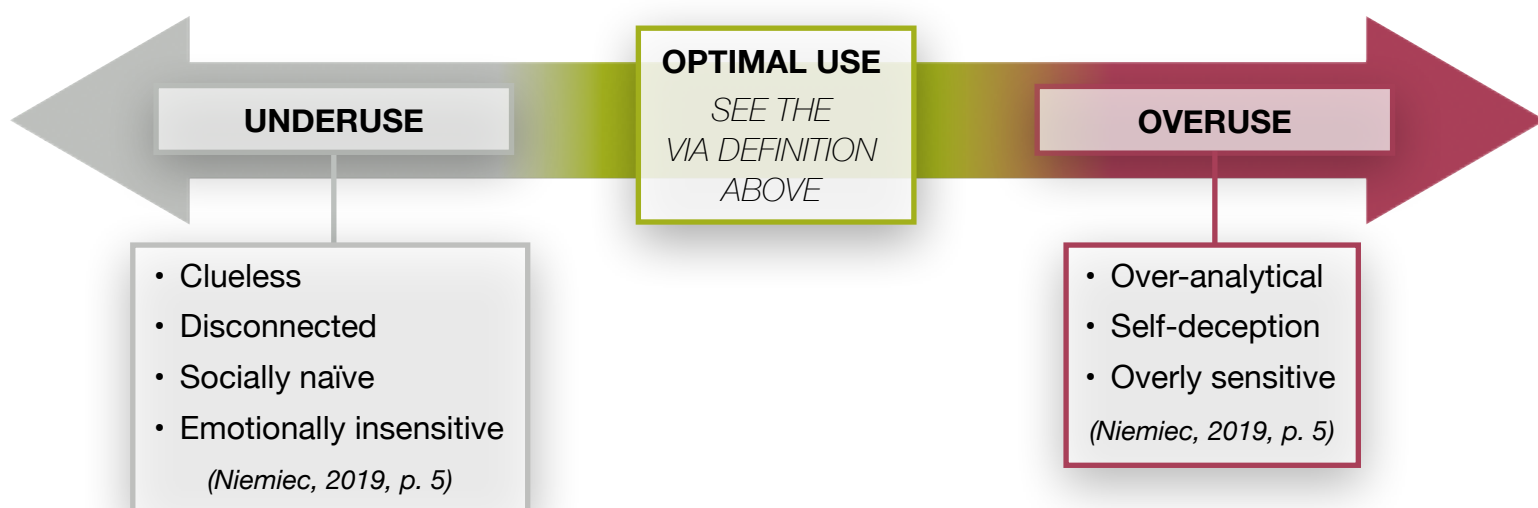 OPTIMAL USE
SEE THE
VIA DEFINITION
ABOVE
UNDERUSE
OVERUSE
• Clueless
• Disconnected
• Socially naïve
• Emotionally insensitive
(Niemiec, 2019, p. 5)
• Over-analytical
• Self-deception
• Overly sensitive
(Niemiec, 2019, p. 5)